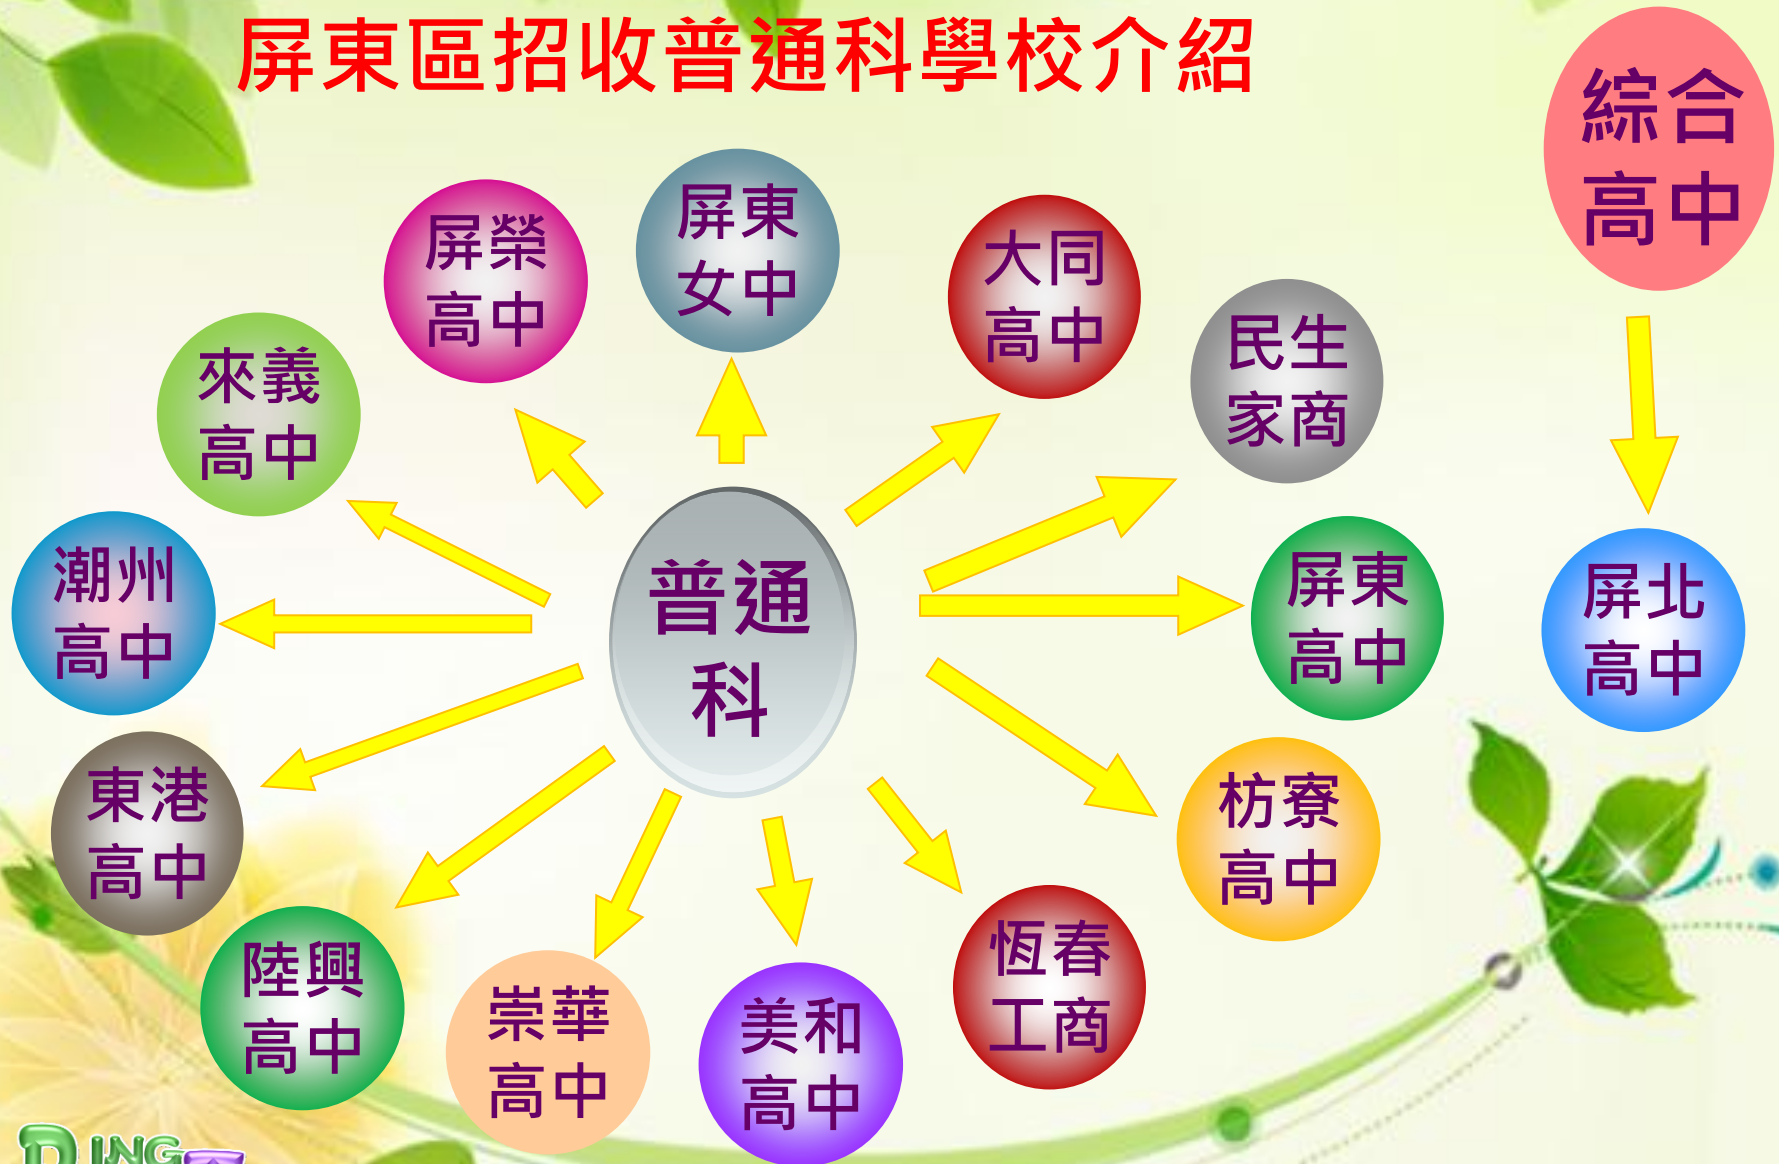 屏東區招收普通科學校介紹
綜合
高中
屏榮
高中
屏東
女中
大同
高中
民生
家商
來義
高中
潮州
高中
普通
科
屏東
高中
屏北
高中
東港
高中
枋寮
高中
陸興
高中
崇華
高中
美和
高中
恆春
工商
DING